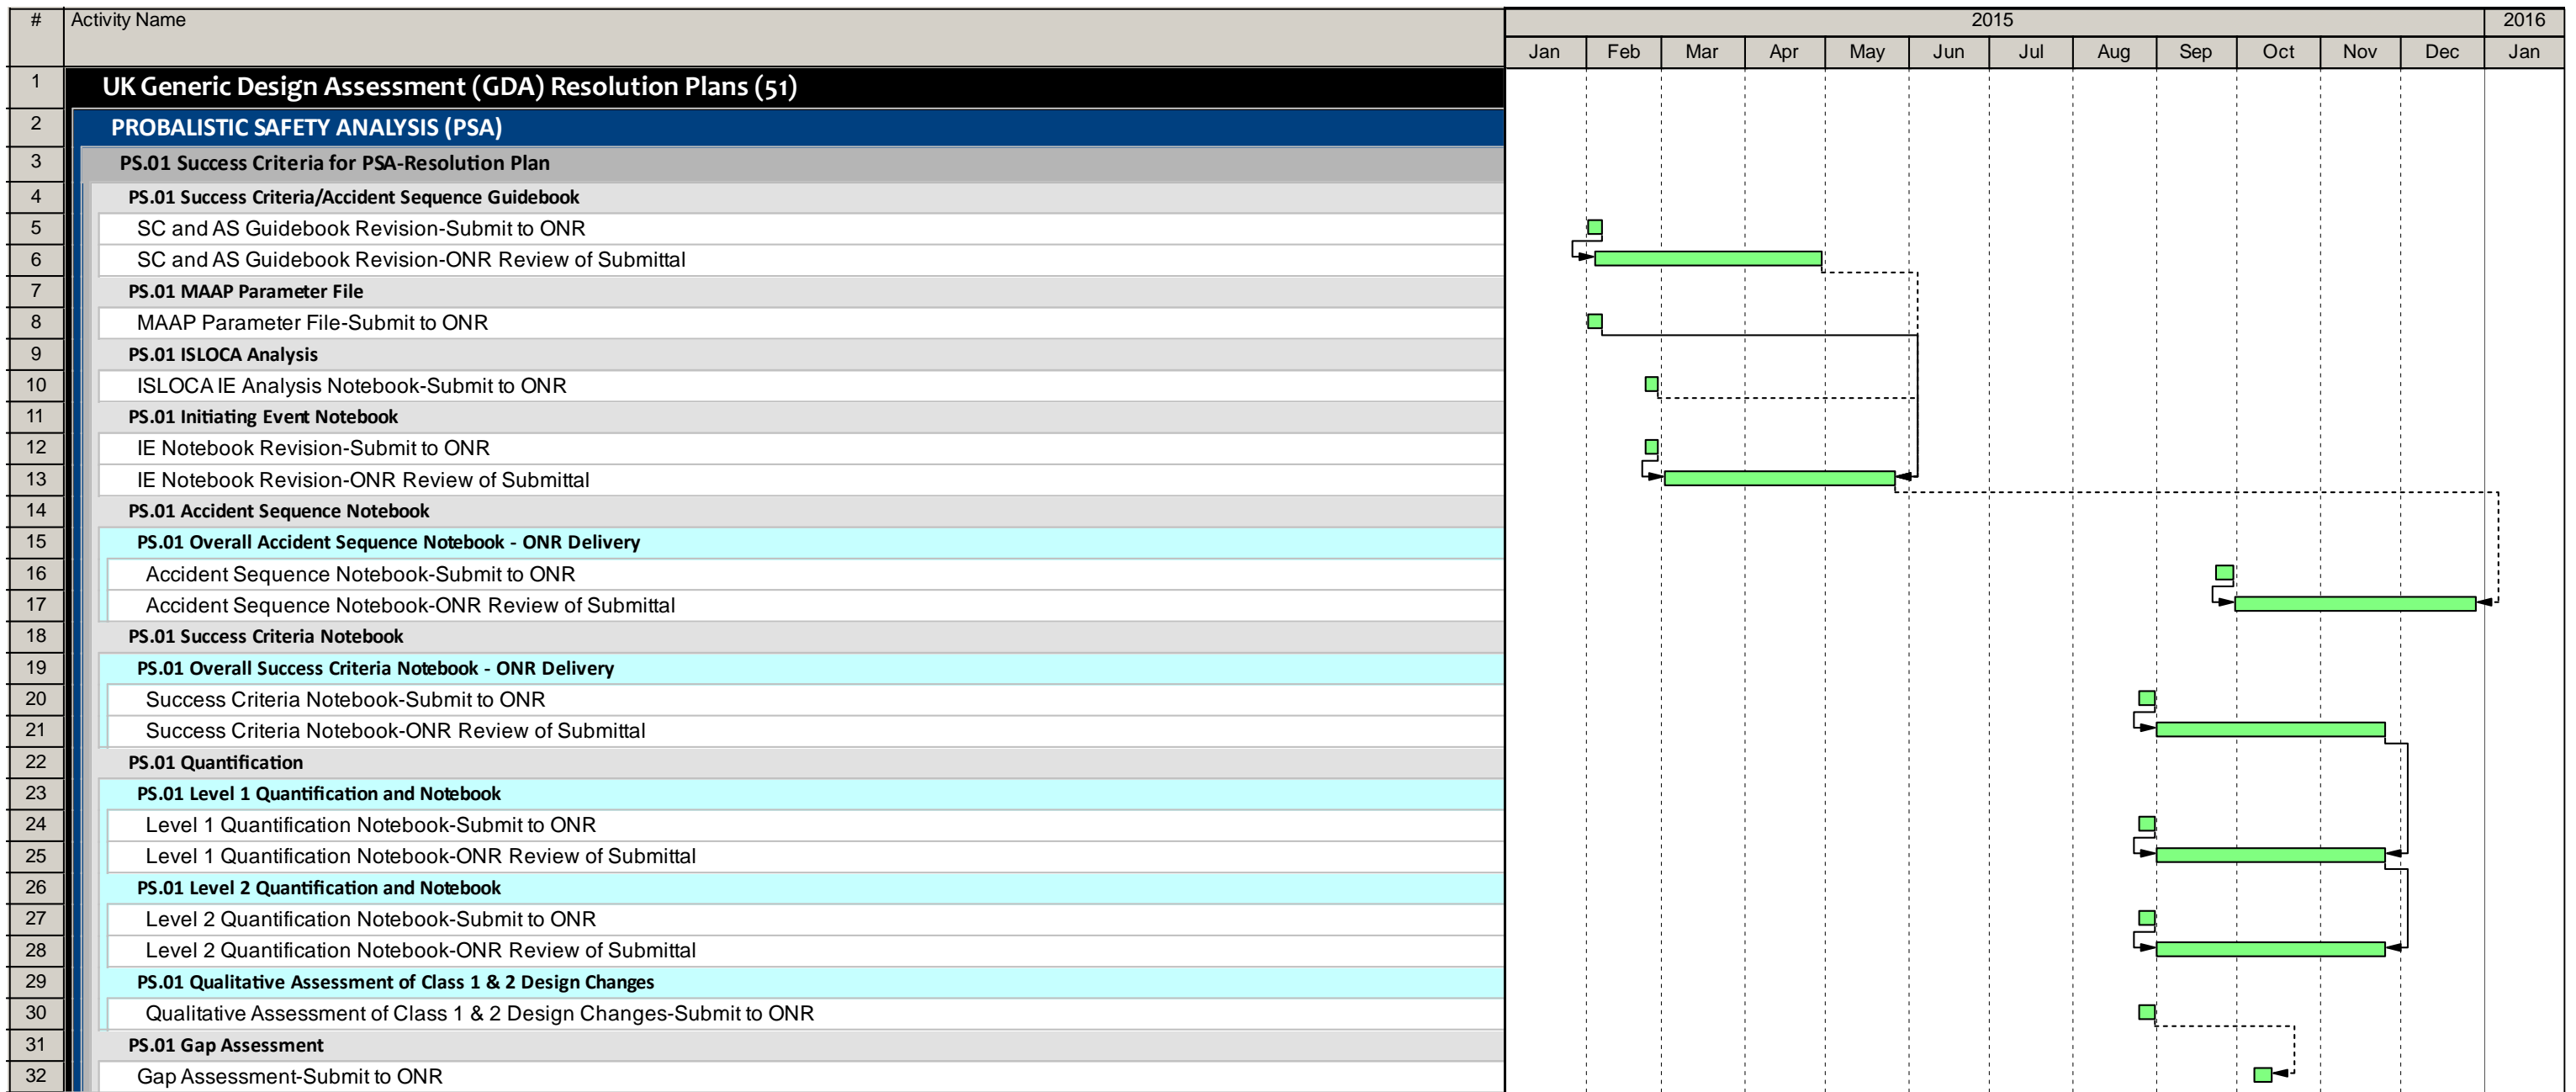 # Activity Name 2015 2016
Jan Feb Mar Apr May Jun Jul Aug Sep Oct Nov Dec Jan
1 UK Generic Design Assessment (GDA) Resolution Plans (51)
2 PROBALISTIC SAFETY ANALYSIS (PSA)
3 PS.01 Success Criteria for PSA-Resolution Plan
4 PS.01 Success Criteria/Accident Sequence Guidebook
5 SC and AS Guidebook Revision-Submit to ONR
6 SC and AS Guidebook Revision-ONR Review of Submittal
7 PS.01 MAAP Parameter File
8 MAAP Parameter File-Submit to ONR
9 PS.01 ISLOCA Analysis
10 ISLOCA IE Analysis Notebook-Submit to ONR
11 PS.01 Initiating Event Notebook
12 IE Notebook Revision-Submit to ONR
13 IE Notebook Revision-ONR Review of Submittal
14 PS.01 Accident Sequence Notebook
15 PS.01 Overall Accident Sequence Notebook - ONR Delivery
16 Accident Sequence Notebook-Submit to ONR
17 Accident Sequence Notebook-ONR Review of Submittal
18 PS.01 Success Criteria Notebook
19 PS.01 Overall Success Criteria Notebook - ONR Delivery
20 Success Criteria Notebook-Submit to ONR
21 Success Criteria Notebook-ONR Review of Submittal
22 PS.01 Quantification
23 PS.01 Level 1 Quantification and Notebook
24 Level 1 Quantification Notebook-Submit to ONR
25 Level 1 Quantification Notebook-ONR Review of Submittal
26 PS.01 Level 2 Quantification and Notebook
27 Level 2 Quantification Notebook-Submit to ONR
28 Level 2 Quantification Notebook-ONR Review of Submittal
29 PS.01 Qualitative Assessment of Class 1 & 2 Design Changes
30 Qualitative Assessment of Class 1 & 2 Design Changes-Submit to ONR
31 PS.01 Gap Assessment
32 Gap Assessment-Submit to ONR